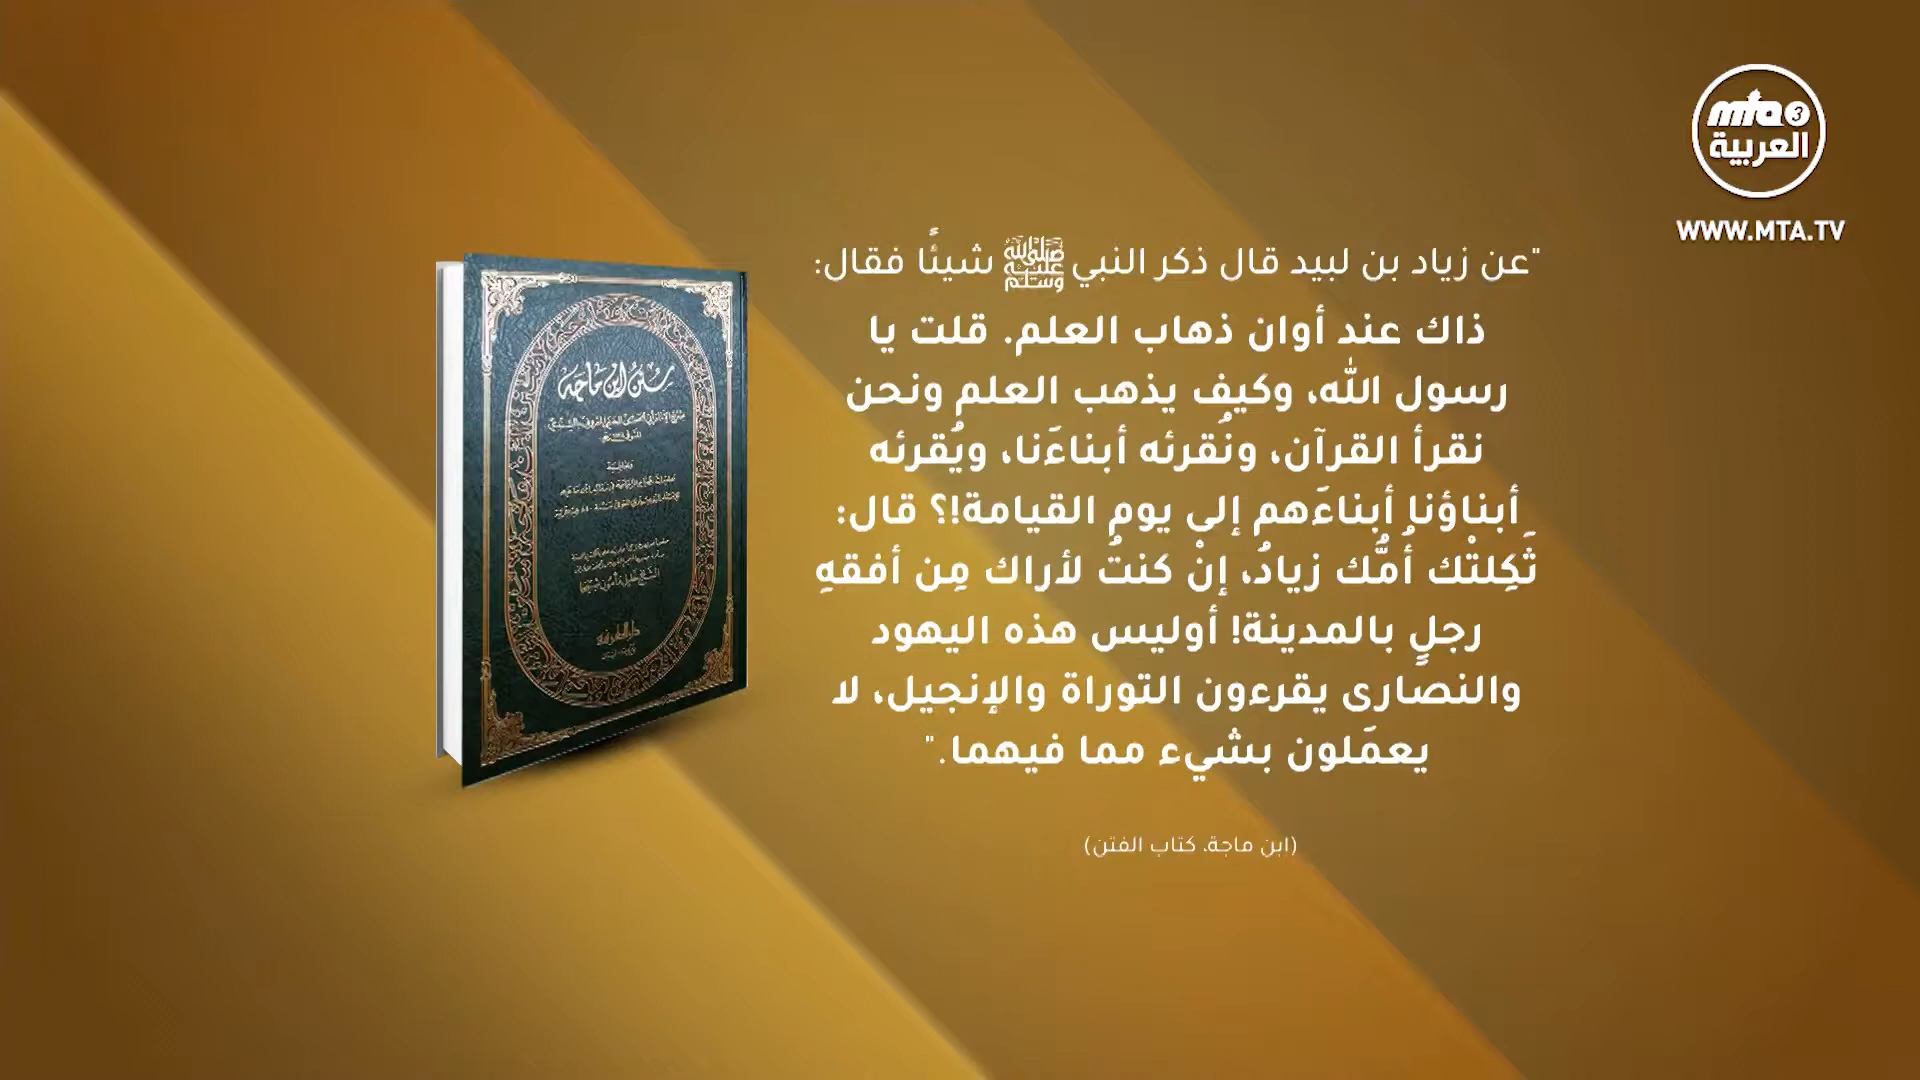 mta 3
العربية
WWW.MTA.TV
"عن زياد بن لبيد قال ذكر النبي ﷺ شيئًا فقال:
ذاك عند أوان ذهاب العلم. قلت يا
رسول الله، وكيف يذهب العلم ونحن
نقرأ القرآن، ونُقرئه أبناءَنا، ويُقرئه
أبناؤنا أبناءَهم إلى يوم القيامة!؟ قال:
ثَكِلتْك أُمُّك زيادُ، إنْ كنتُ لأراك مِن أفقهِ
رجلٍ بالمدينة! أوليس هذه اليهود
والنصارى يقرءون التوراة والإنجيل، لا
يعمَلون بشيء مما فيهما."
(ابن ماجة، كتاب الفتن)
سنن ابن ماجه